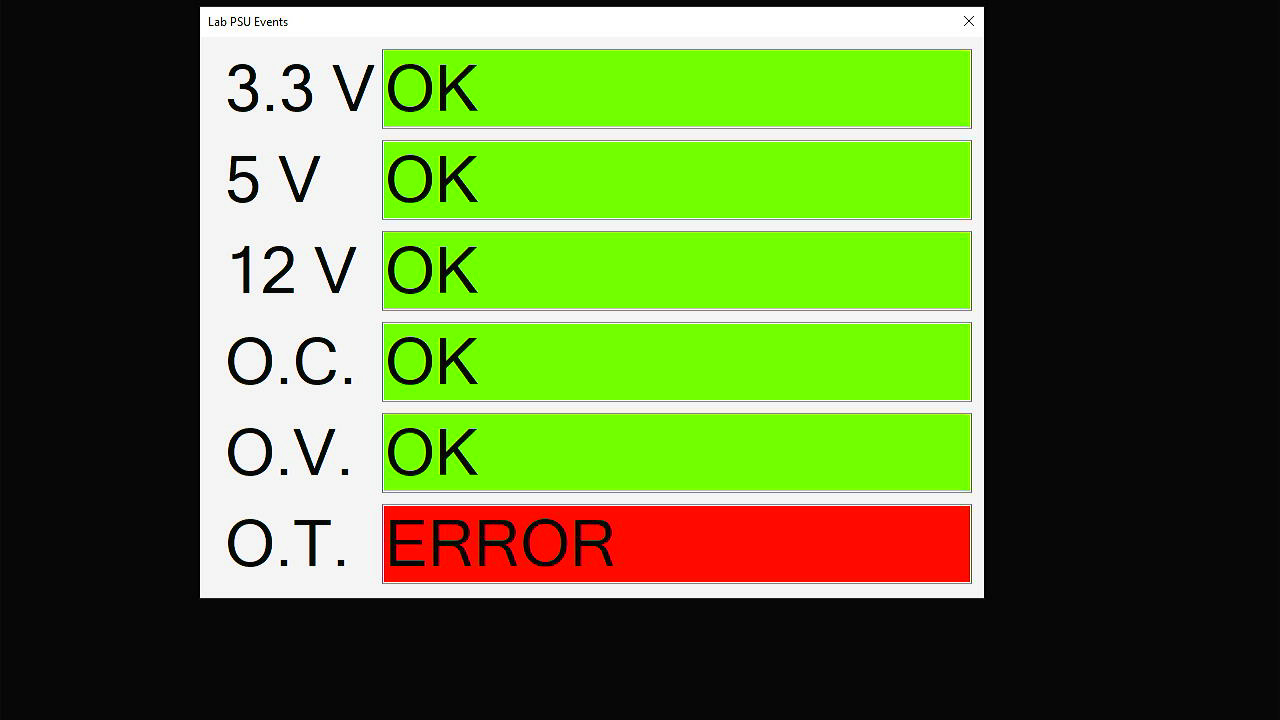 Lab PSU Events
3.3 V OK
5 V OK
12 V OK
O.C. OK
O.V. OK
O.T. ERROR